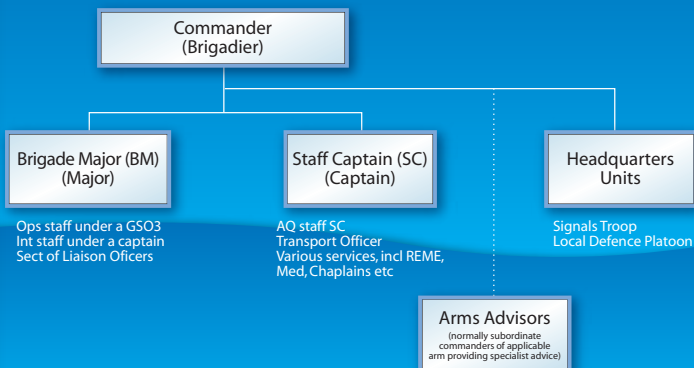 Commander
(Brigadier)
Brigade Major (BM)
(Major)
Staff Captain (SC)
(Captain)
Headquarters
Units
Ops staff under a GSO3
Int staff under a captain
Sect of Liaison Oficers
AQ staff SC
Transport Officer
Various services, incl REME,
Med, Chaplains etc
Signals Troop
Local Defence Platoon
Arms Advisors
(normally subordinate
commanders of applicable
arm providing specialist advice)